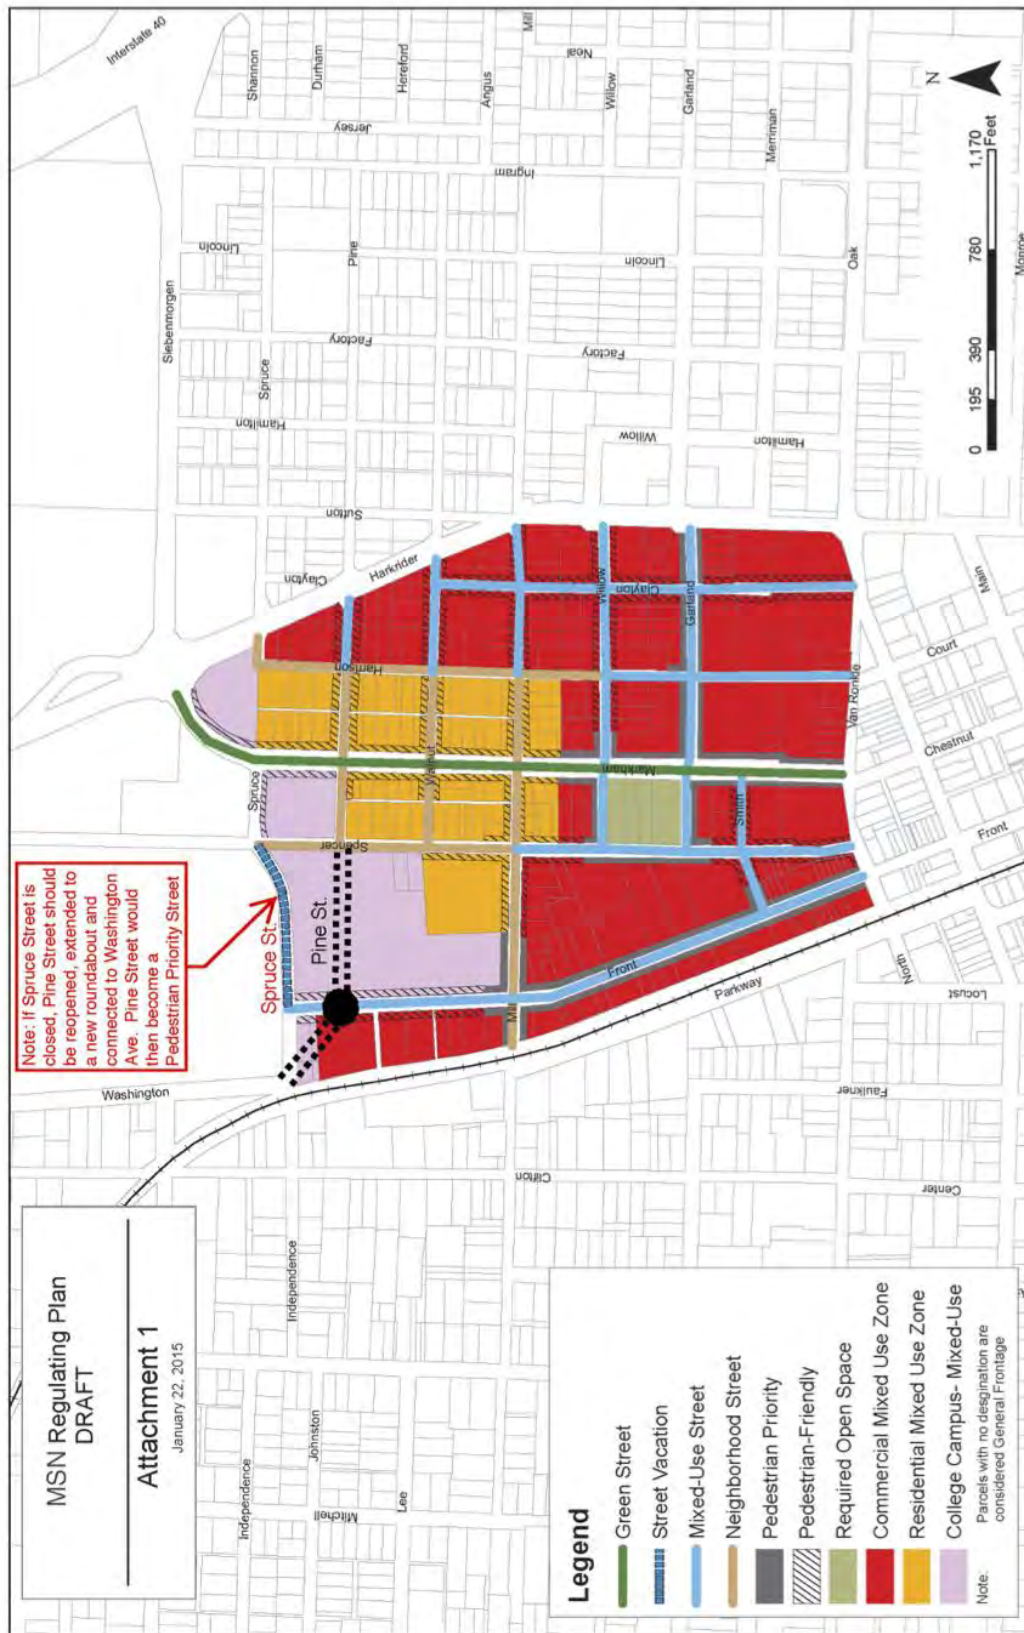 MSN Regulating Plan
DRAFT
Attachment 1
January 22, 2015
Note: If Spruce Street is
closed, Pine Street should
be reopened, extended to
a new roundabout and
connected to Washington
Ave. Pine Street would
then become a
Pedestrian Priority Street
Spruce St.
Pine St.
Interstate 40
Shannon
Durham
Hereford
Angus
Mill
Neal
Willow
Garland
Jersey
Ingram
Merriman
Siebenmorgen
Lincoln
Pine
Lincoln
Oak
Spruce
Factory
Factory
Hamilton
Willow
Hamilton
Sutton
Clayton
Harkrider
Willow
Clayton
Garland
Main
Court
Harrison
Van Ronkle
Chestnut
Spruce
Walnut
Markham
Smith
Front
Spencer
Front
Mill
Parkway
North
Locust
Washington
Faulkner
Clifton
Center
Independence
Independence
Johnston
Mitchell
Lee
Monroe
N
0 195 390 780 1,170
Feet
Legend
Green Street
Street Vacation
Mixed-Use Street
Neighborhood Street
Pedestrian Priority
Pedestrian-Friendly
Required Open Space
Commercial Mixed Use Zone
Residential Mixed Use Zone
College Campus- Mixed-Use
Note: Parcels with no desgination are
considered General Frontage